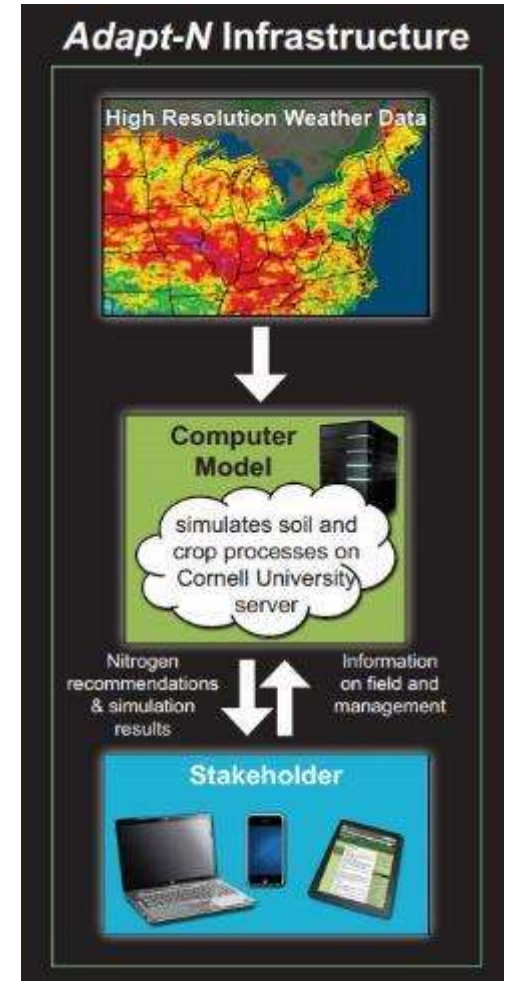 Adapt-N Infrastructure
High Resolution Weather Data
Computer
Model
simulates soil and
crop processes on
Cornell University
server
Nitrogen
recommendations
& simulation
results
Information
on field and
management
Stakeholder